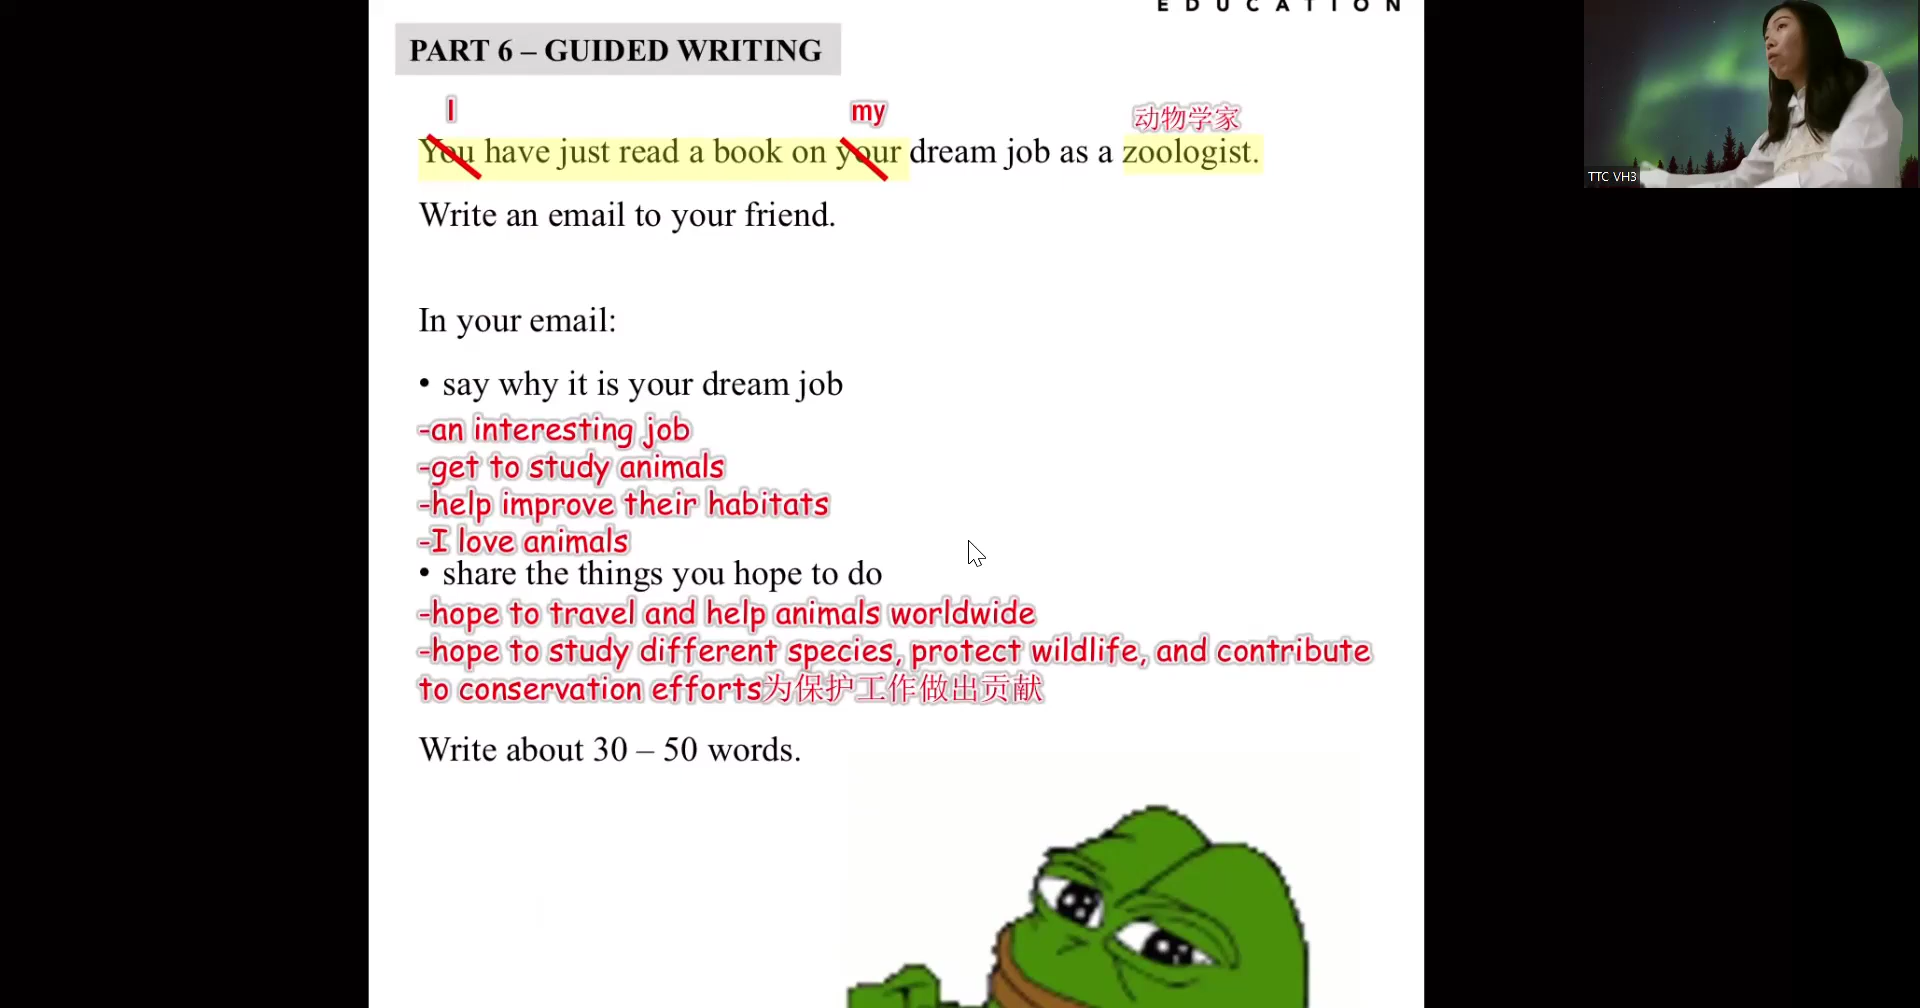 EDUCATION
PART 6 – GUIDED WRITING
I my 动物学家
You have just read a book on your dream job as a zoologist.
Write an email to your friend.
In your email:
• say why it is your dream job
-an interesting job
-get to study animals
-help improve their habitats
-I love animals
• share the things you hope to do
-hope to travel and help animals worldwide
-hope to study different species, protect wildlife, and contribute
to conservation efforts为保护工作做出贡献
Write about 30 – 50 words.
TTC VH3